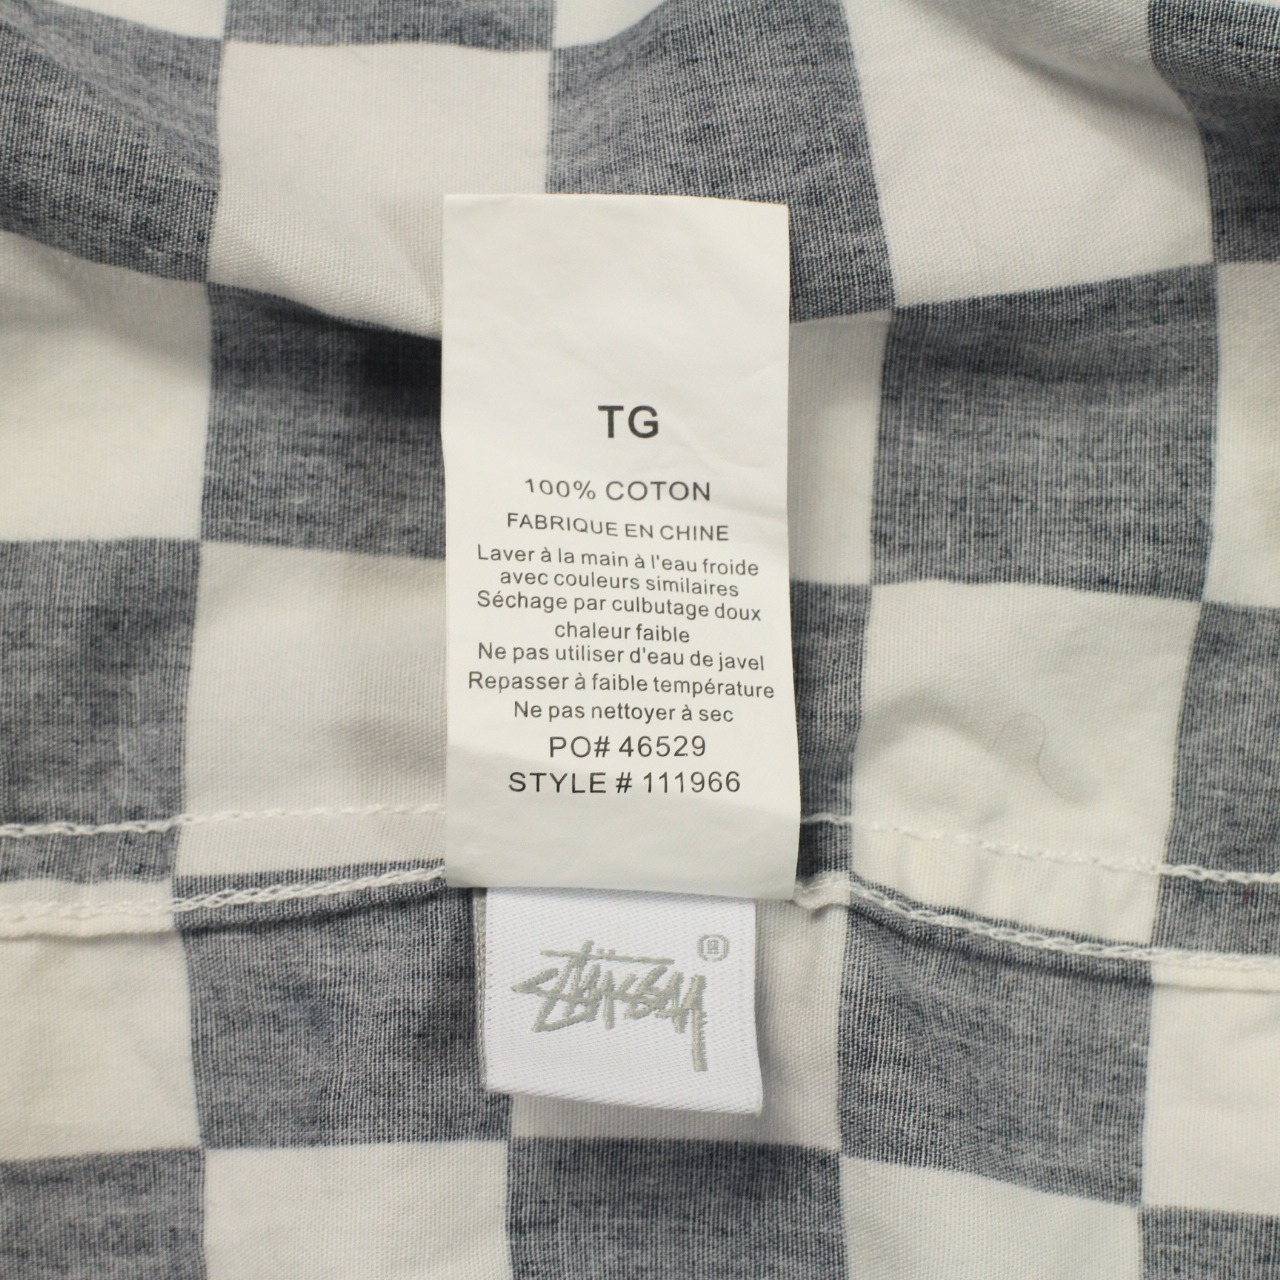 TG
100% COTON
FABRIQUE EN CHINE
Laver à la main à l'eau froide
avec couleurs similaires
Séchage par culbutage doux
chaleur faible
Ne pas utiliser d'eau de javel
Repasser à faible température
Ne pas nettoyer à sec
PO# 46529
STYLE # 111966
Stüssy ®